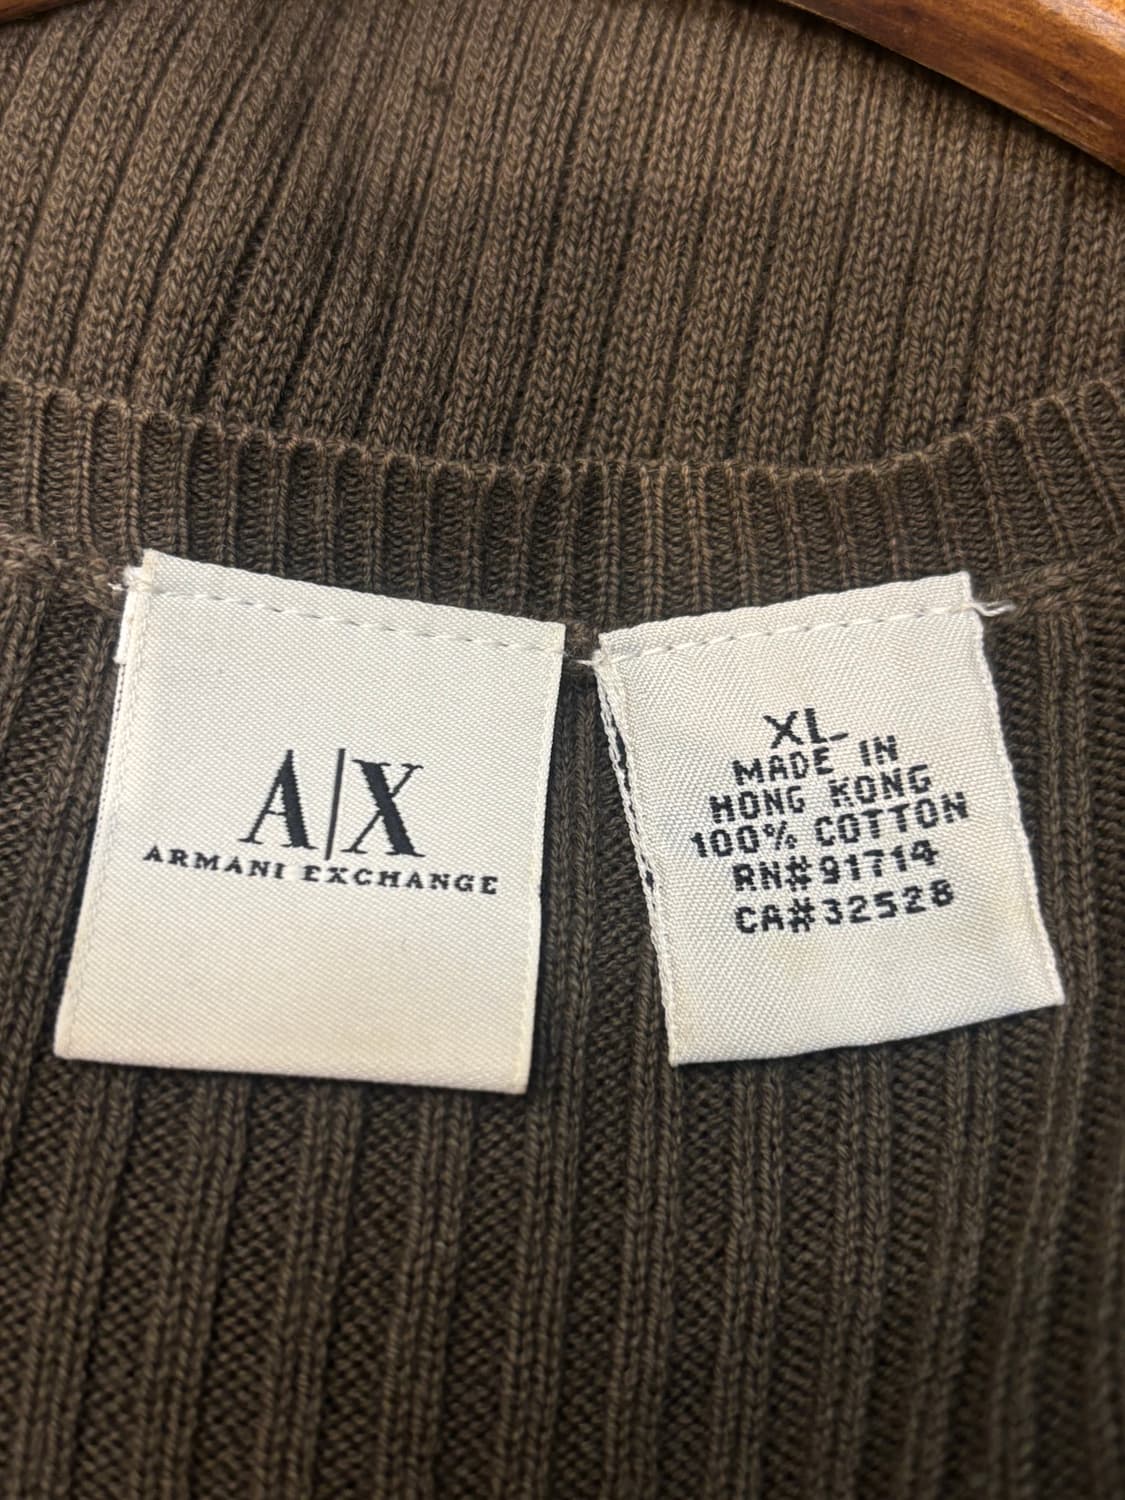 A|X
ARMANI EXCHANGE
XL
MADE IN
HONG KONG
100% COTTON
RN#91714
CA#32528